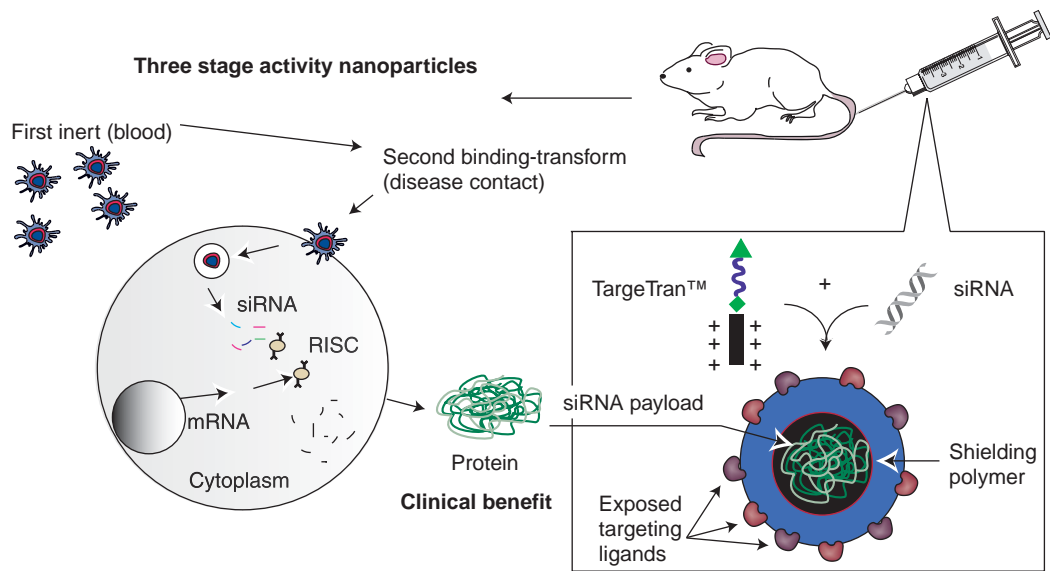 Three stage activity nanoparticles
First inert (blood)
Second binding-transform
(disease contact)
siRNA
RISC
mRNA
Cytoplasm
Protein
Clinical benefit
TargeTran™
+
siRNA
+ +
+ +
+ +
siRNA payload
Shielding
polymer
Exposed
targeting
ligands